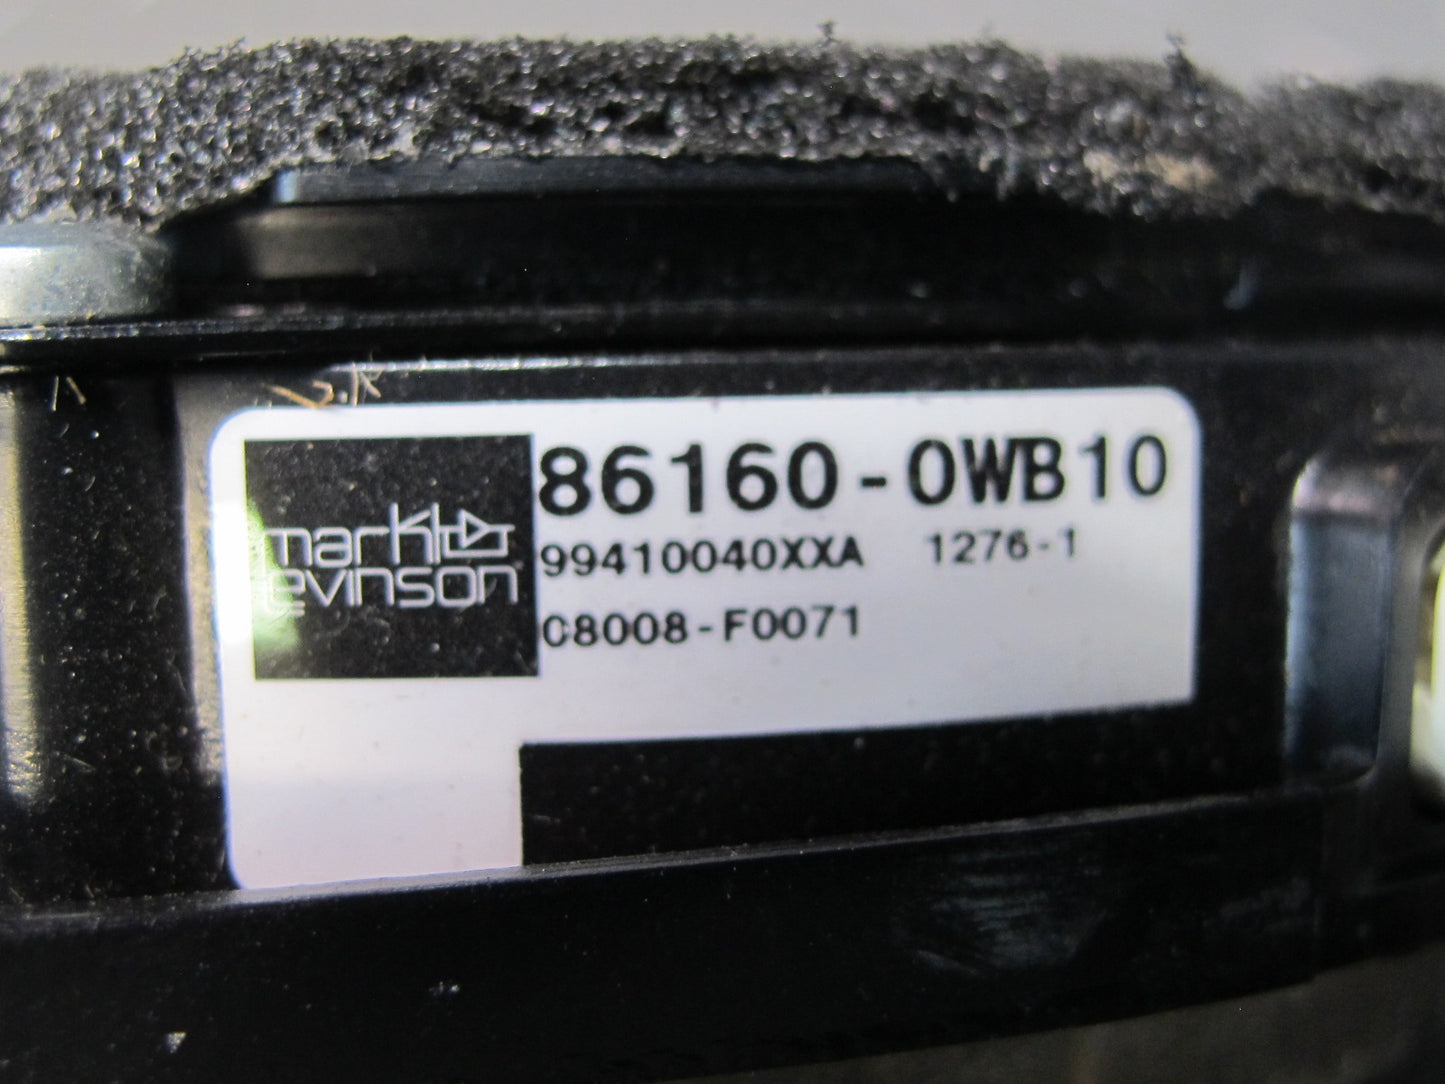 mark levinson
86160-0WB10
99410040XXA 1276-1
C8008-F0071